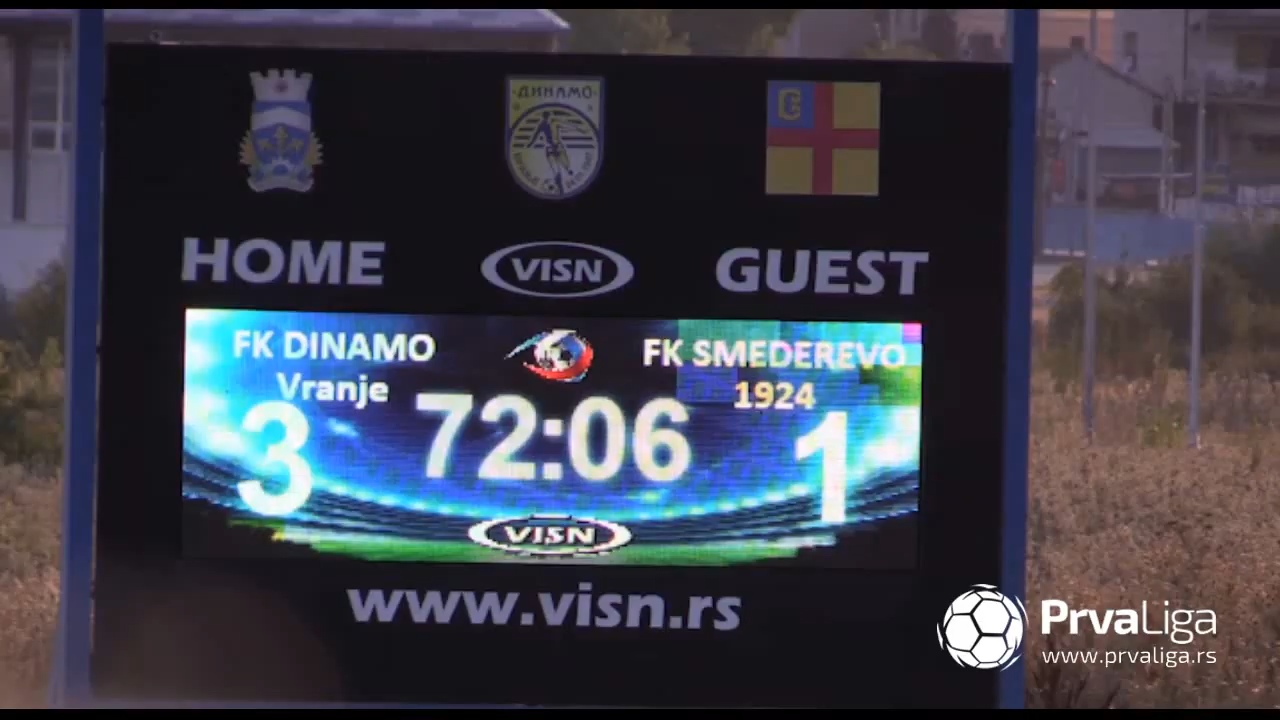 ДИНАМО
HOME
VISN
GUEST
FK DINAMO
Vranje
FK SMEDEREVO
1924
3
72:06
1
VISN
www.visn.rs
PrvaLiga
www.prvaliga.rs